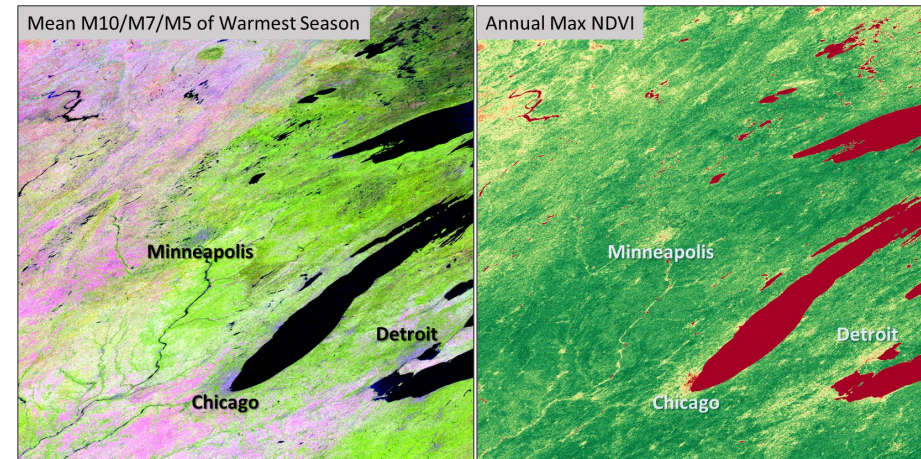 Mean M10/M7/M5 of Warmest Season
Annual Max NDVI
Minneapolis
Minneapolis
Detroit
Detroit
Chicago
Chicago